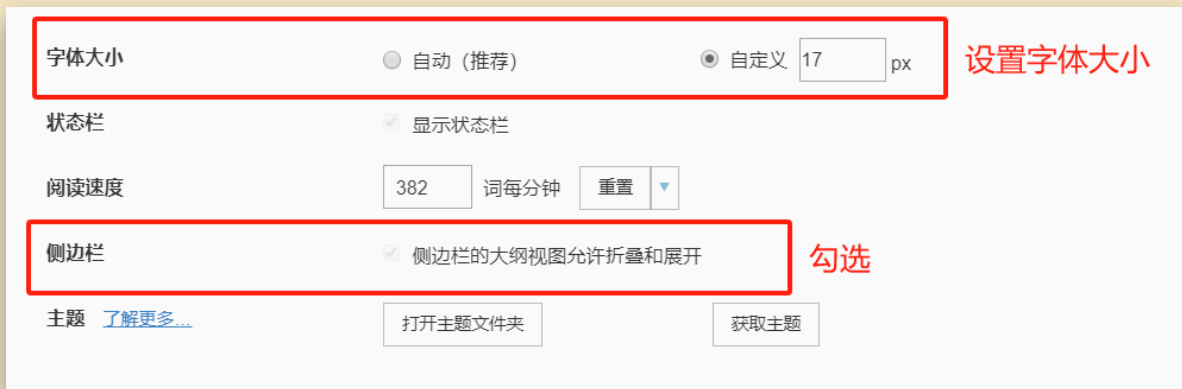 字体大小 自动（推荐） 自定义 17 px 设置字体大小
状态栏 显示状态栏
阅读速度 382 词每分钟 重置
侧边栏 侧边栏的大纲视图允许折叠和展开 勾选
主题 了解更多... 打开主题文件夹 获取主题